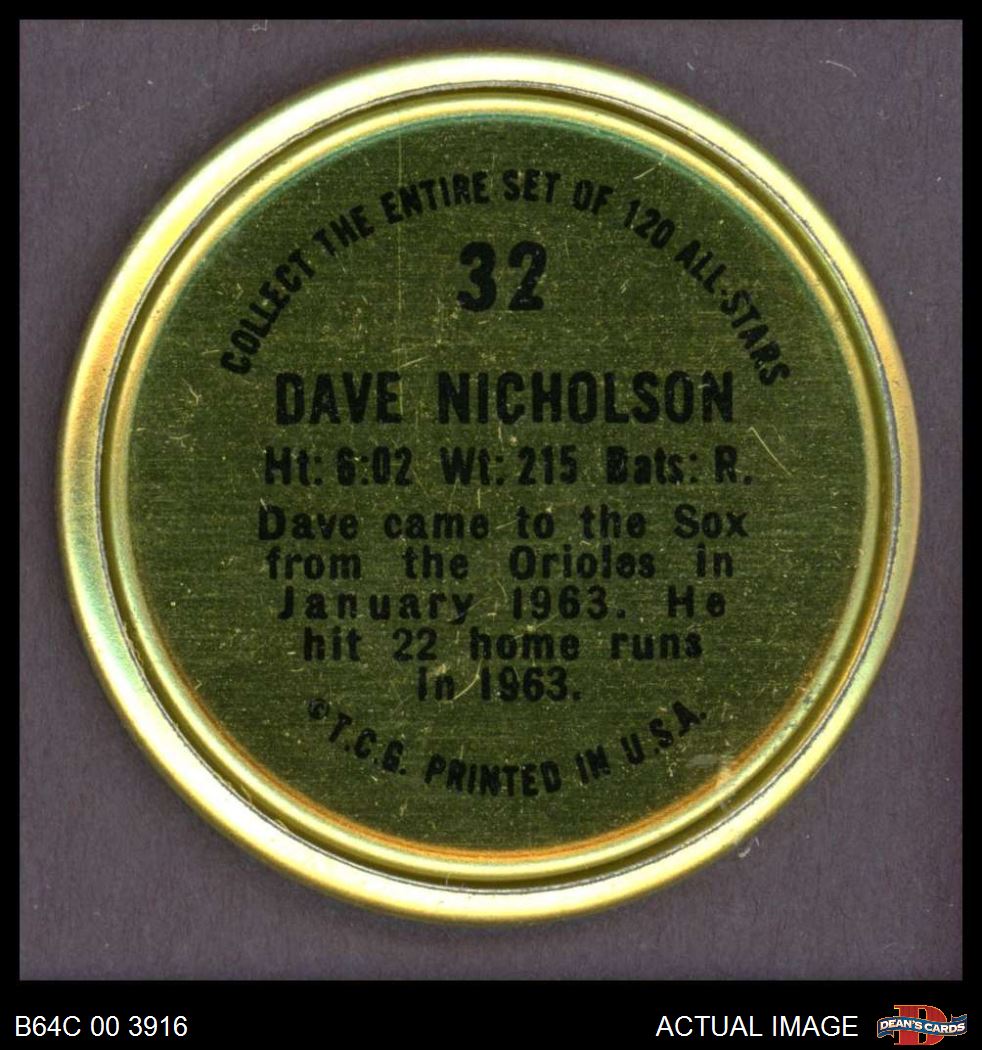 COLLECT THE ENTIRE SET OF 120 ALL-STARS
32
DAVE NICHOLSON
Ht: 6:02 Wt: 215 Bats: R.
Dave came to the Sox
from the Orioles in
January 1963. He
hit 22 home runs
in 1963.
© T.C.G. PRINTED IN U.S.A.
B64C 00 3916
ACTUAL IMAGE
D
DEAN'S CARDS